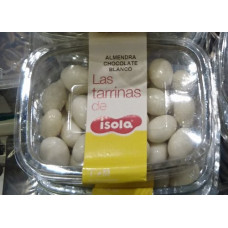 ALMENDRA
CHOCOLATE
BLANCO
Las
tarrinas
de
isola